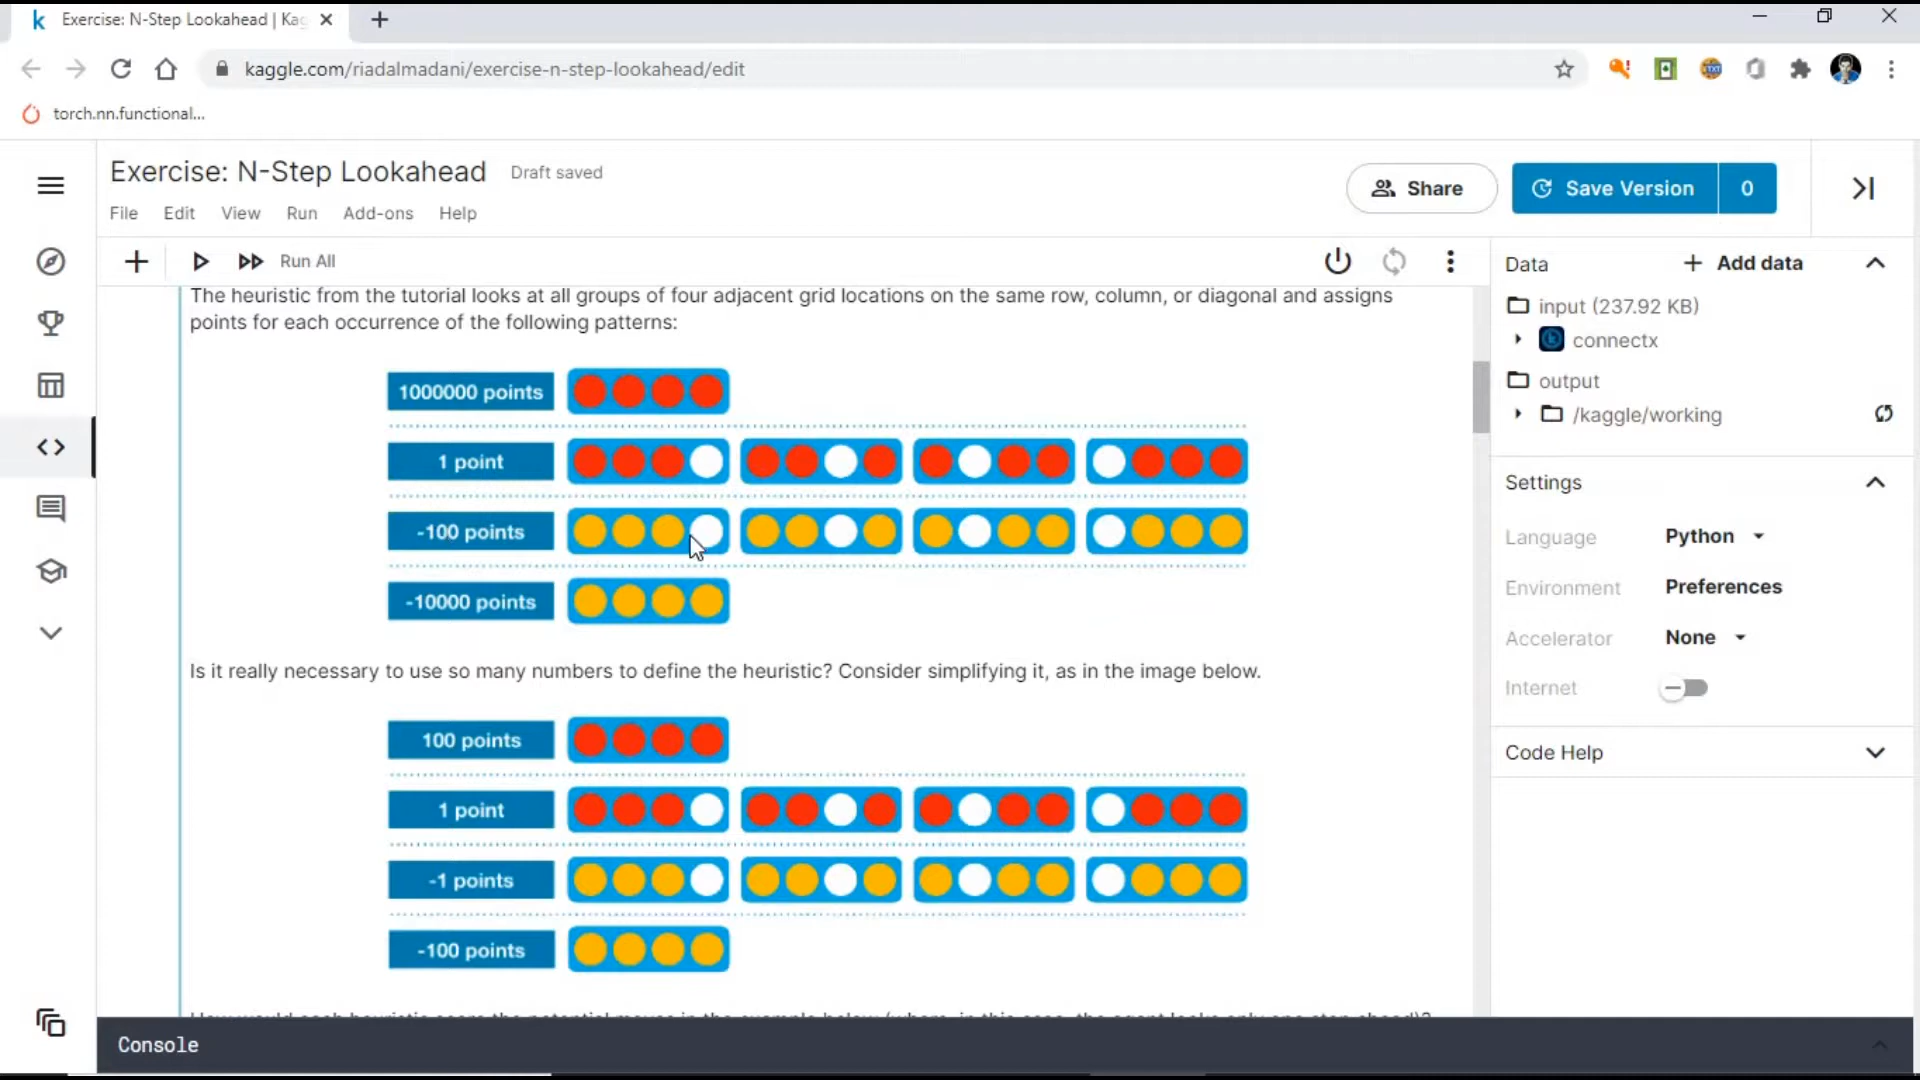 Exercise: N-Step Lookahead | Kag
kaggle.com/riadalmadani/exercise-n-step-lookahead/edit
torch.nn.functional...
Exercise: N-Step Lookahead Draft saved
File Edit View Run Add-ons Help
Share
Save Version 0
Run All
The heuristic from the tutorial looks at all groups of four adjacent grid locations on the same row, column, or diagonal and assigns
points for each occurrence of the following patterns:
1000000 points
1 point
-100 points
-10000 points
Is it really necessary to use so many numbers to define the heuristic? Consider simplifying it, as in the image below.
100 points
1 point
-1 points
-100 points
Data
Add data
input (237.92 KB)
connectx
output
/kaggle/working
Settings
Language Python
Environment Preferences
Accelerator None
Internet
Code Help
Console